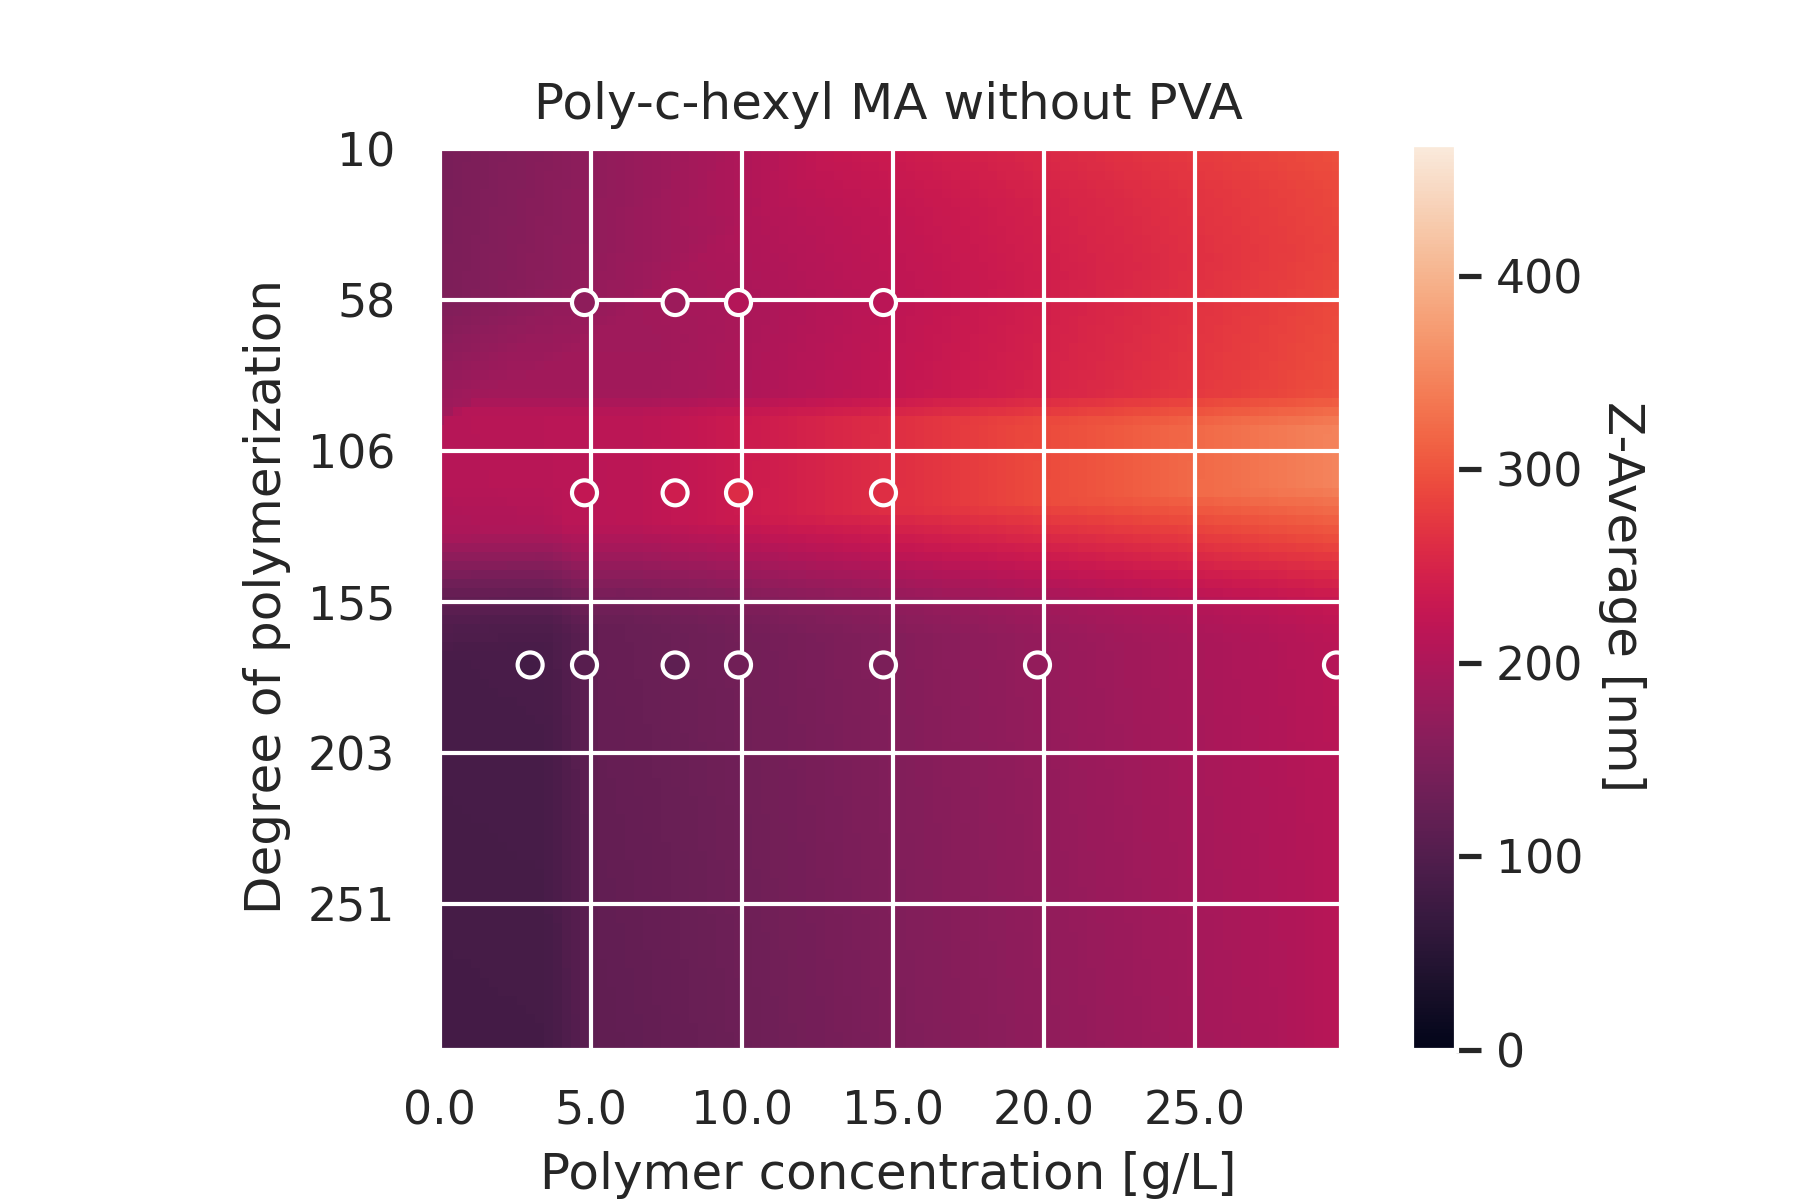 Poly-c-hexyl MA without PVA
10
58
106
155
203
251
Degree of polymerization
0.0 5.0 10.0 15.0 20.0 25.0
Polymer concentration [g/L]
400
300
200
100
0
Z-Average [nm]